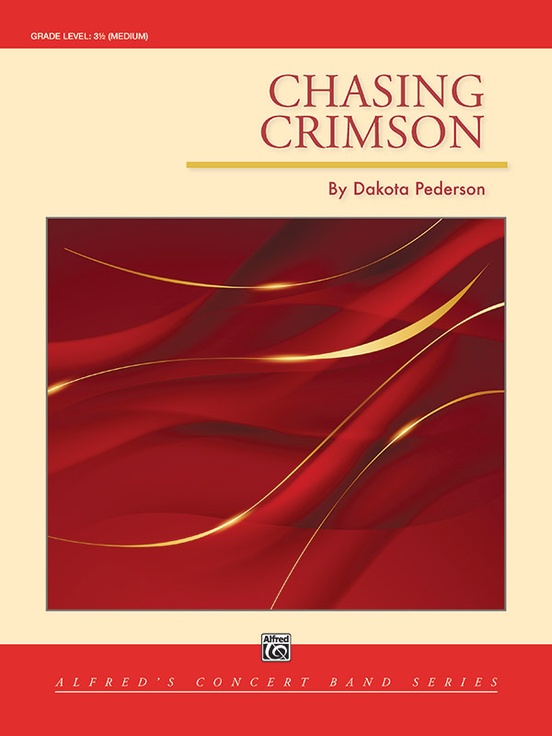 GRADE LEVEL: 3½ (MEDIUM)
CHASING
CRIMSON
By Dakota Pederson
Alfred
ALFRED'S CONCERT BAND SERIES